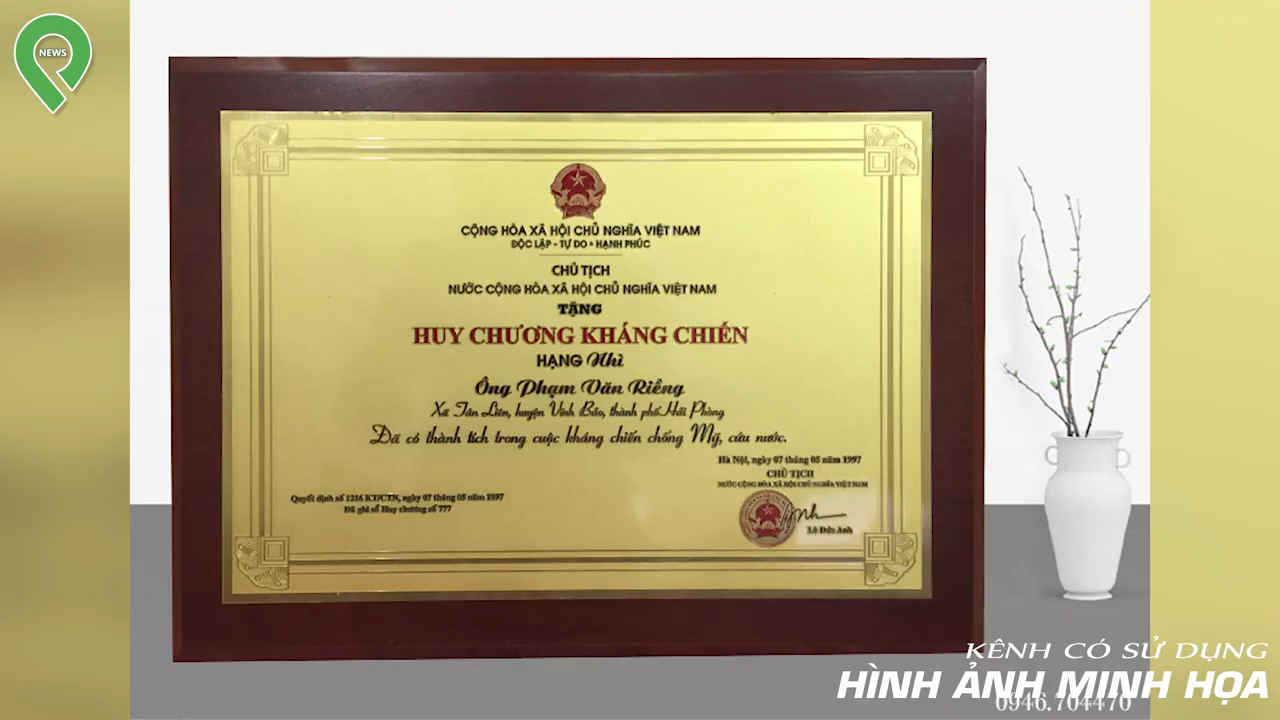 NEWS
CỘNG HÒA XÃ HỘI CHỦ NGHĨA VIỆT NAM
ĐỘC LẬP - TỰ DO - HẠNH PHÚC
CHỦ TỊCH
NƯỚC CỘNG HÒA XÃ HỘI CHỦ NGHĨA VIỆT NAM
TẶNG
HUY CHƯƠNG KHÁNG CHIẾN
HẠNG Nhì
Ông Phạm Văn Riềng
Xã Tân Liên, huyện Vĩnh Bảo, thành phố Hải Phòng
Đã có thành tích trong cuộc kháng chiến chống Mỹ, cứu nước.
Hà Nội, ngày 07 tháng 05 năm 1997
CHỦ TỊCH
NƯỚC CỘNG HÒA XÃ HỘI CHỦ NGHĨA VIỆT NAM
Quyết định số 1216 KT/CTN, ngày 07 tháng 05 năm 1997
Đã ghi sổ Huy chương số 777
Lê Đức Anh
KÊNH CÓ SỬ DỤNG
HÌNH ẢNH MINH HỌA
0946.704470